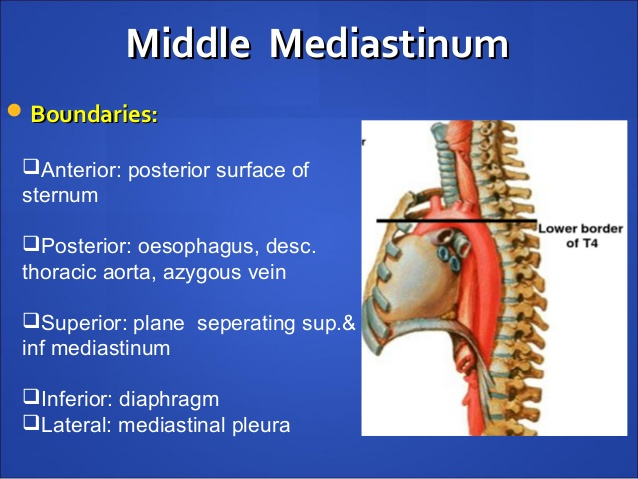 Middle Mediastinum
Boundaries:
❑Anterior: posterior surface of
sternum
❑Posterior: oesophagus, desc.
thoracic aorta, azygous vein
❑Superior: plane seperating sup.&
inf mediastinum
❑Inferior: diaphragm
❑Lateral: mediastinal pleura
r
Lower border
of T4